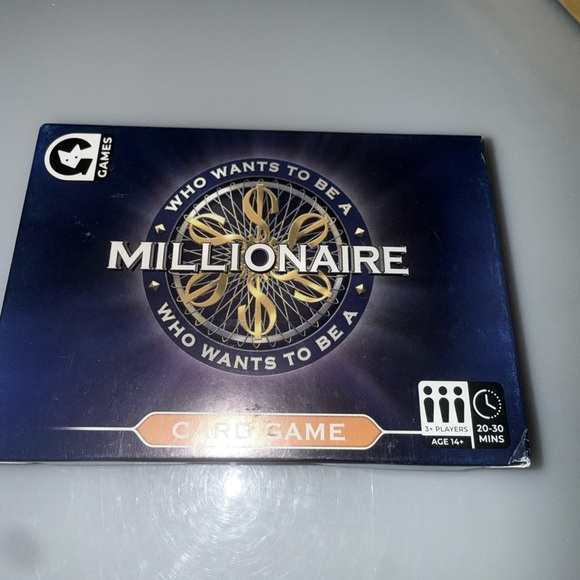 GAMES
WHO WANTS TO BE A
MILLIONAIRE
WHO WANTS TO BE A
CARD GAME
3+ PLAYERS
AGE 14+
20-30
MINS